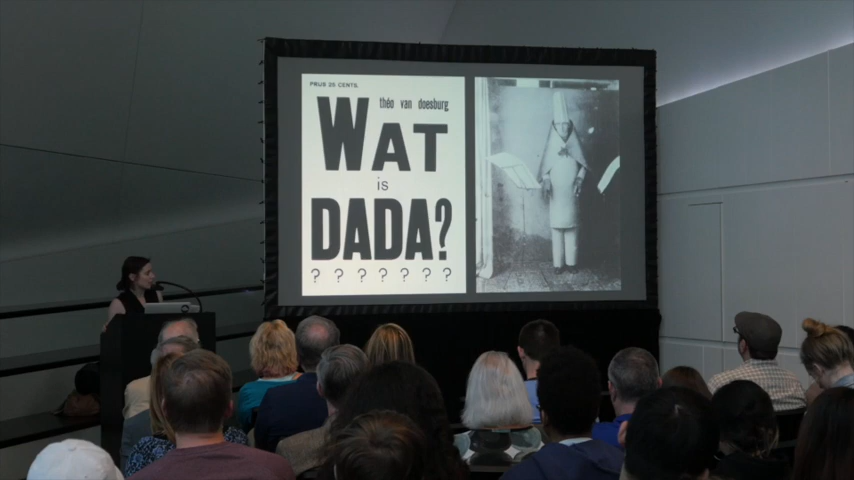 PRIJS 25 CENTS.
théo van doesburg
WAT
is
DADA?
? ? ? ? ? ? ?